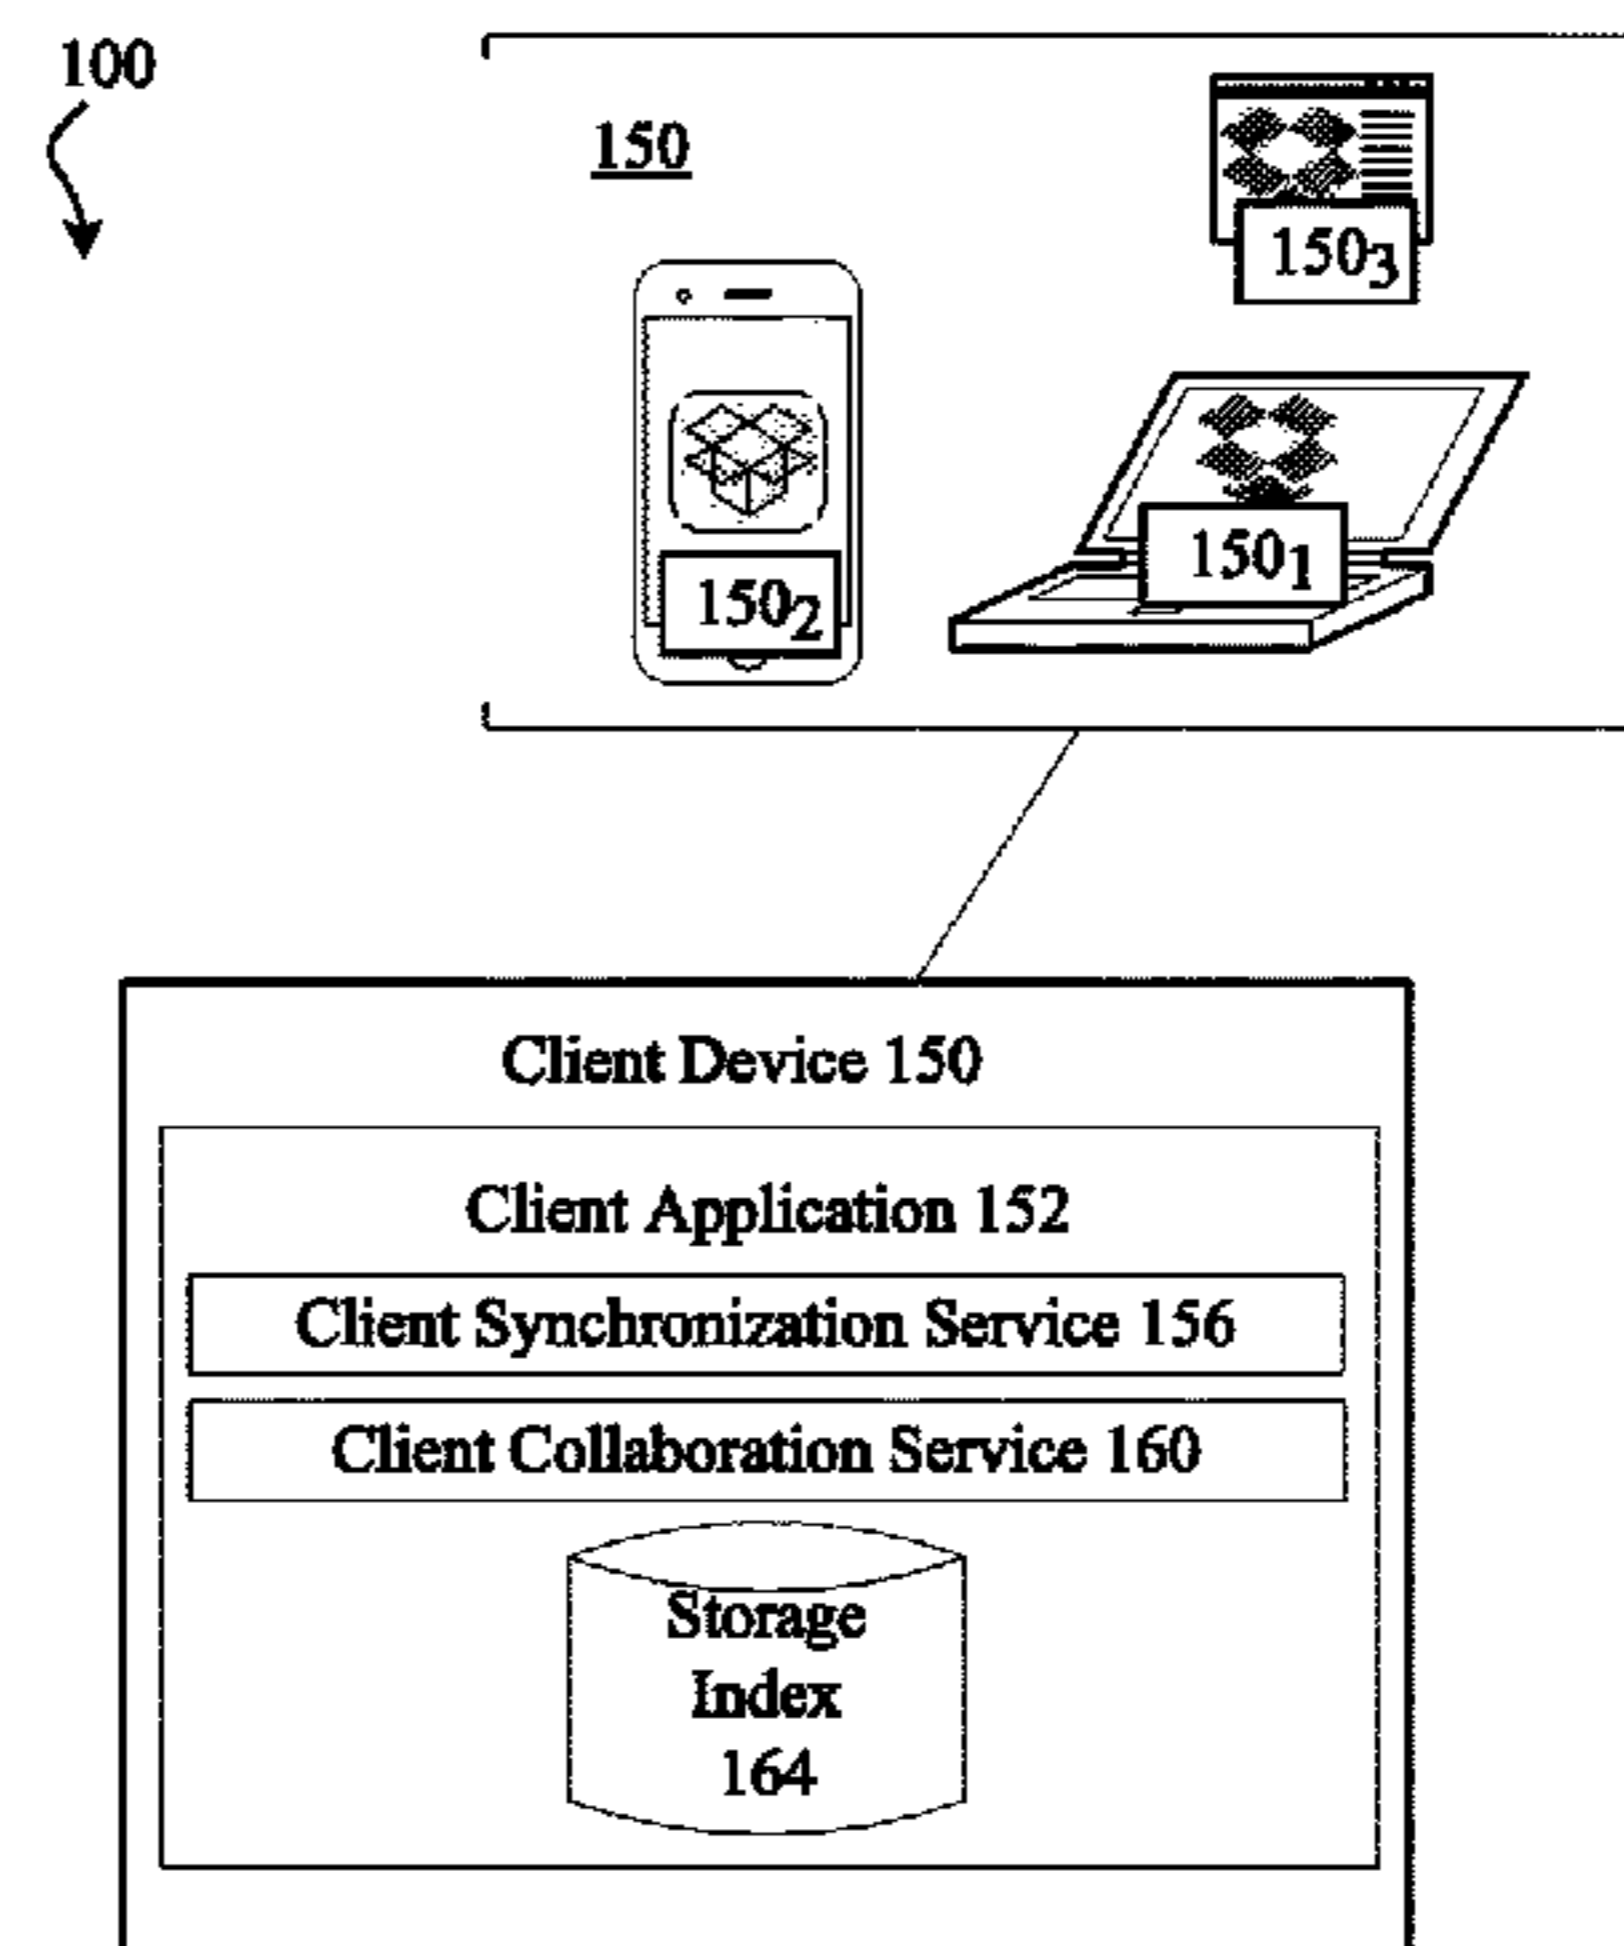 100
150
150₃
150₂
150₁
Client Device 150
Client Application 152
Client Synchronization Service 156
Client Collaboration Service 160
Storage
Index
164